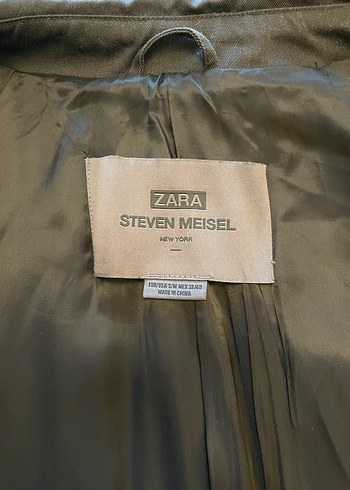 ZARA
STEVEN MEISEL
NEW YORK
EUR/USA S/M MEX 38/40
MADE IN CHINA